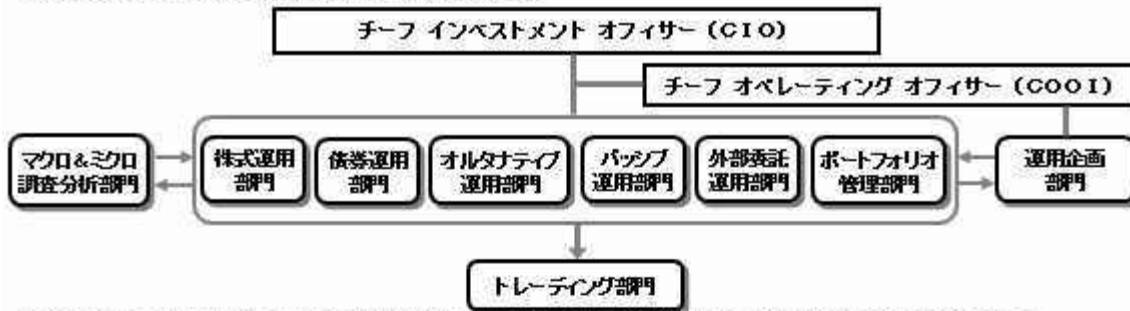 チーフ インベストメント オフィサー (CIO)
チーフ オペレーティング オフィサー (COOI)
マクロ&ミクロ
調査分析部門
株式運用
部門
債券運用
部門
オルタナティブ
運用部門
パッシブ
運用部門
外部委託
運用部門
ポートフォリオ
管理部門
運用企画
部門
トレーディング部門